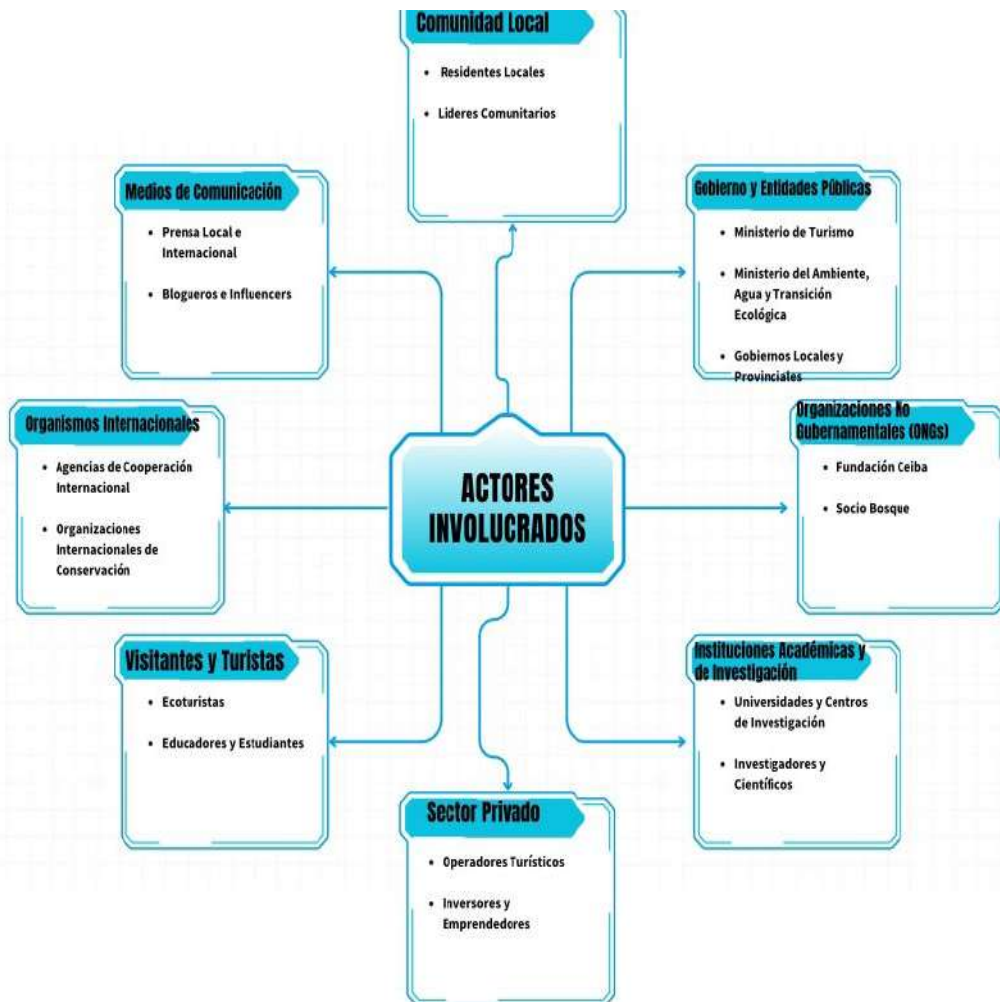 Comunidad Local
• Residentes Locales
• Lideres Comunitarios
Medios de Comunicación
• Prensa Local e
Internacional
• Blogueros e Influencers
Gobierno y Entidades Públicas
• Ministerio de Turismo
• Ministerio del Ambiente,
Agua y Transición
Ecológica
• Gobiernos Locales y
Provinciales
Organismos Internacionales
• Agencias de Cooperación
Internacional
• Organizaciones
Internacionales de
Conservación
ACTORES
INVOLUCRADOS
Organizaciones No
Gubernamentales (ONGs)
• Fundación Ceiba
• Socio Bosque
Visitantes y Turistas
• Ecoturistas
• Educadores y Estudiantes
Instituciones Académicas y
de Investigación
• Universidades y Centros
de Investigación
• Investigadores y
Científicos
Sector Privado
• Operadores Turísticos
• Inversores y
Emprendedores